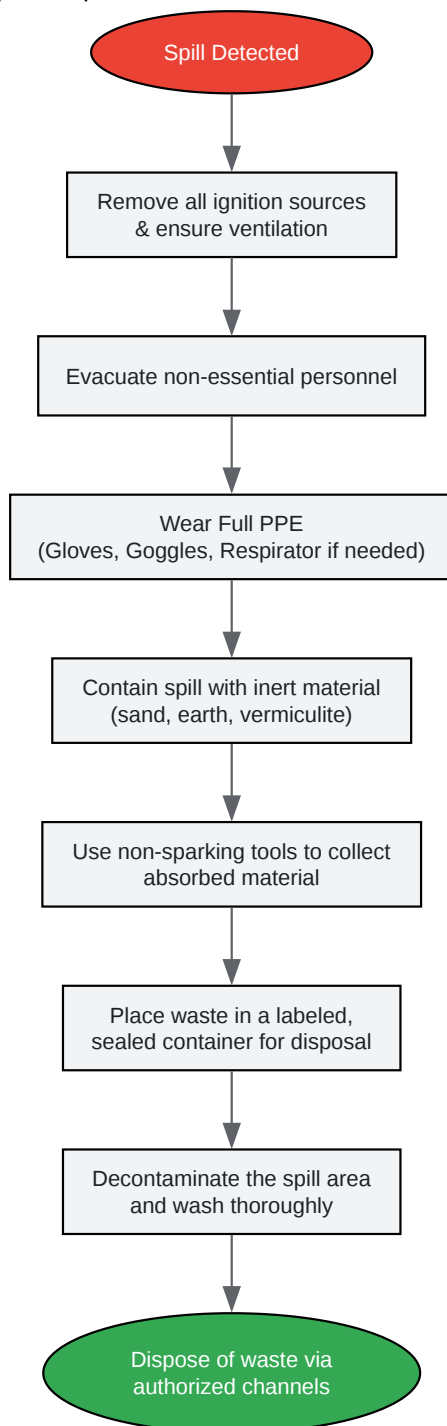 Spill Detected
Remove all ignition sources
& ensure ventilation
Evacuate non-essential personnel
Wear Full PPE
(Gloves, Goggles, Respirator if needed)
Contain spill with inert material
(sand, earth, vermiculite)
Use non-sparking tools to collect
absorbed material
Place waste in a labeled,
sealed container for disposal
Decontaminate the spill area
and wash thoroughly
Dispose of waste via
authorized channels